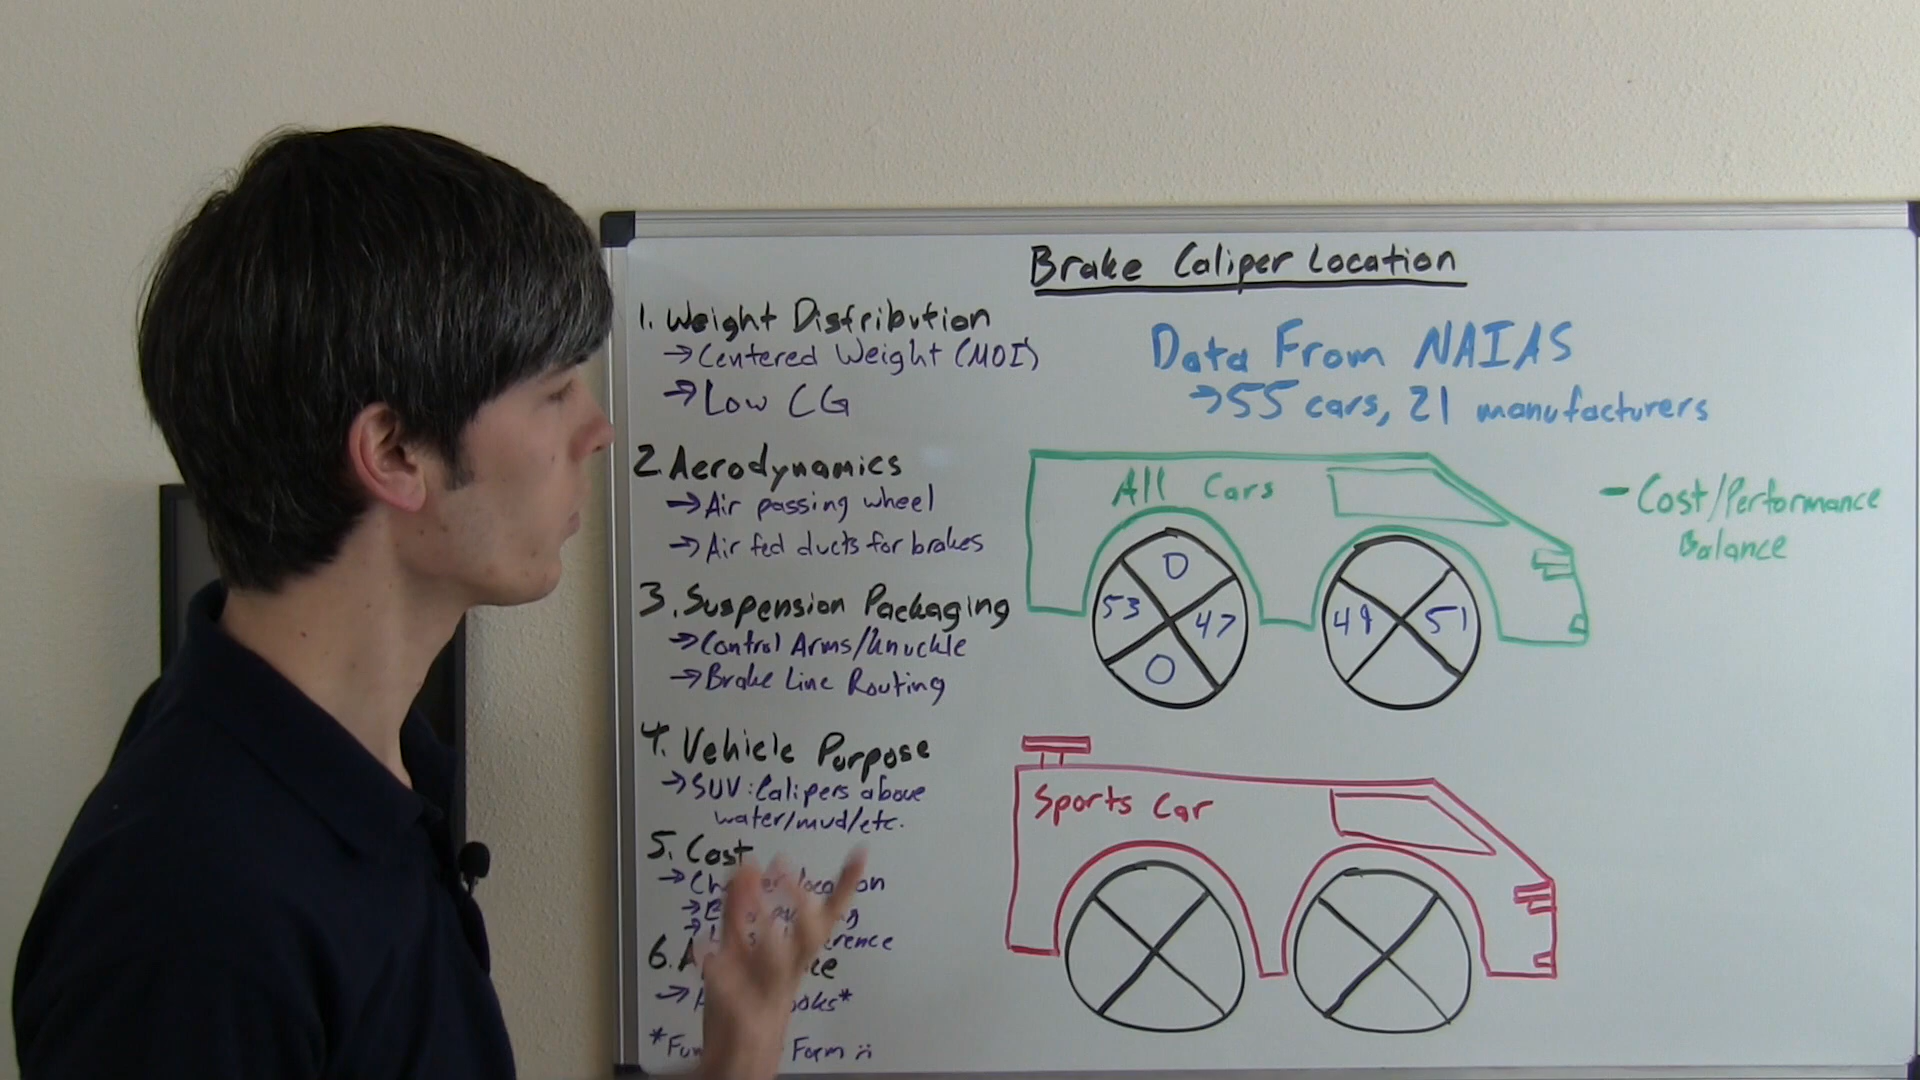 Brake Caliper Location
1. Weight Distribution
→ Centered Weight (MOI)
→ Low CG
2. Aerodynamics
→ Air passing wheel
→ Air fed ducts for brakes
3. Suspension Packaging
→ Control Arms/Knuckle
→ Brake Line Routing
4. Vehicle Purpose
→ SUV: Calipers above
water/mud/etc.
5. Cost
→
→
→
6.
→
* Form
Data From NAIAS
→ 55 cars, 21 manufacturers
All Cars
0
53 47
0
49 51
- Cost/Performance
Balance
Sports Car